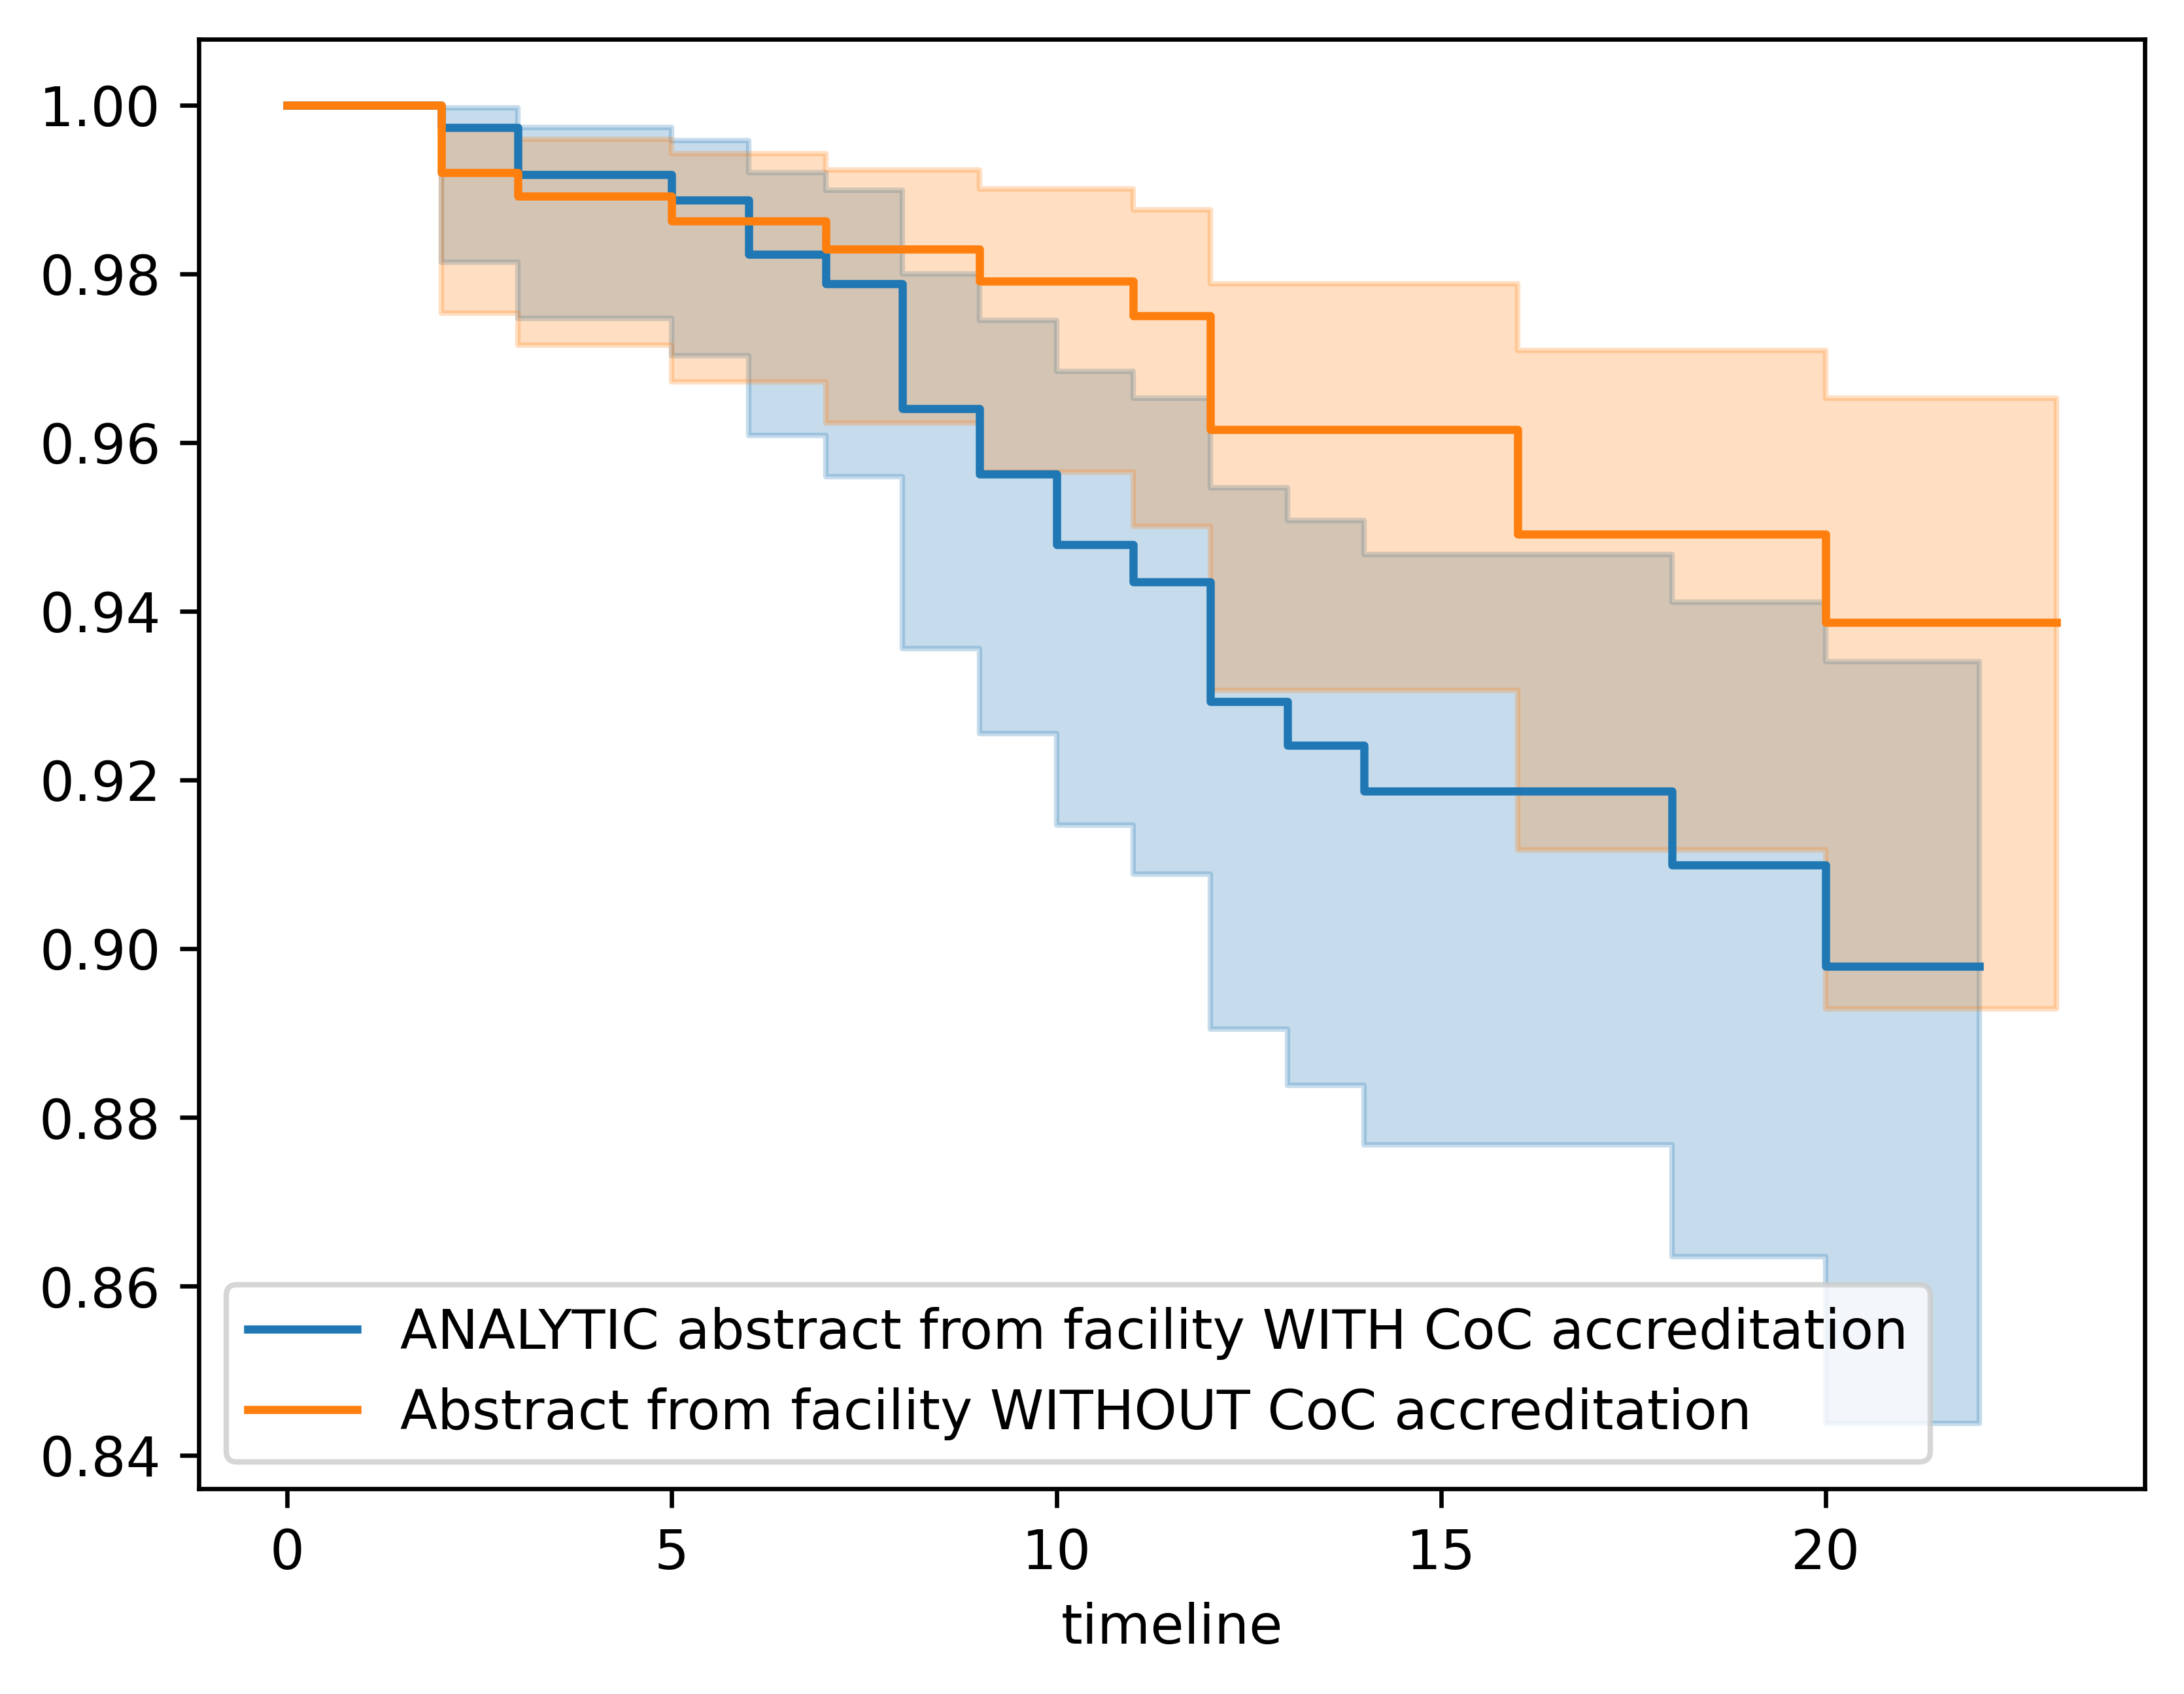 1.00
0.98
0.96
0.94
0.92
0.90
0.88
0.86
0.84
ANALYTIC abstract from facility WITH CoC accreditation
Abstract from facility WITHOUT CoC accreditation
0 5 10 15 20
timeline